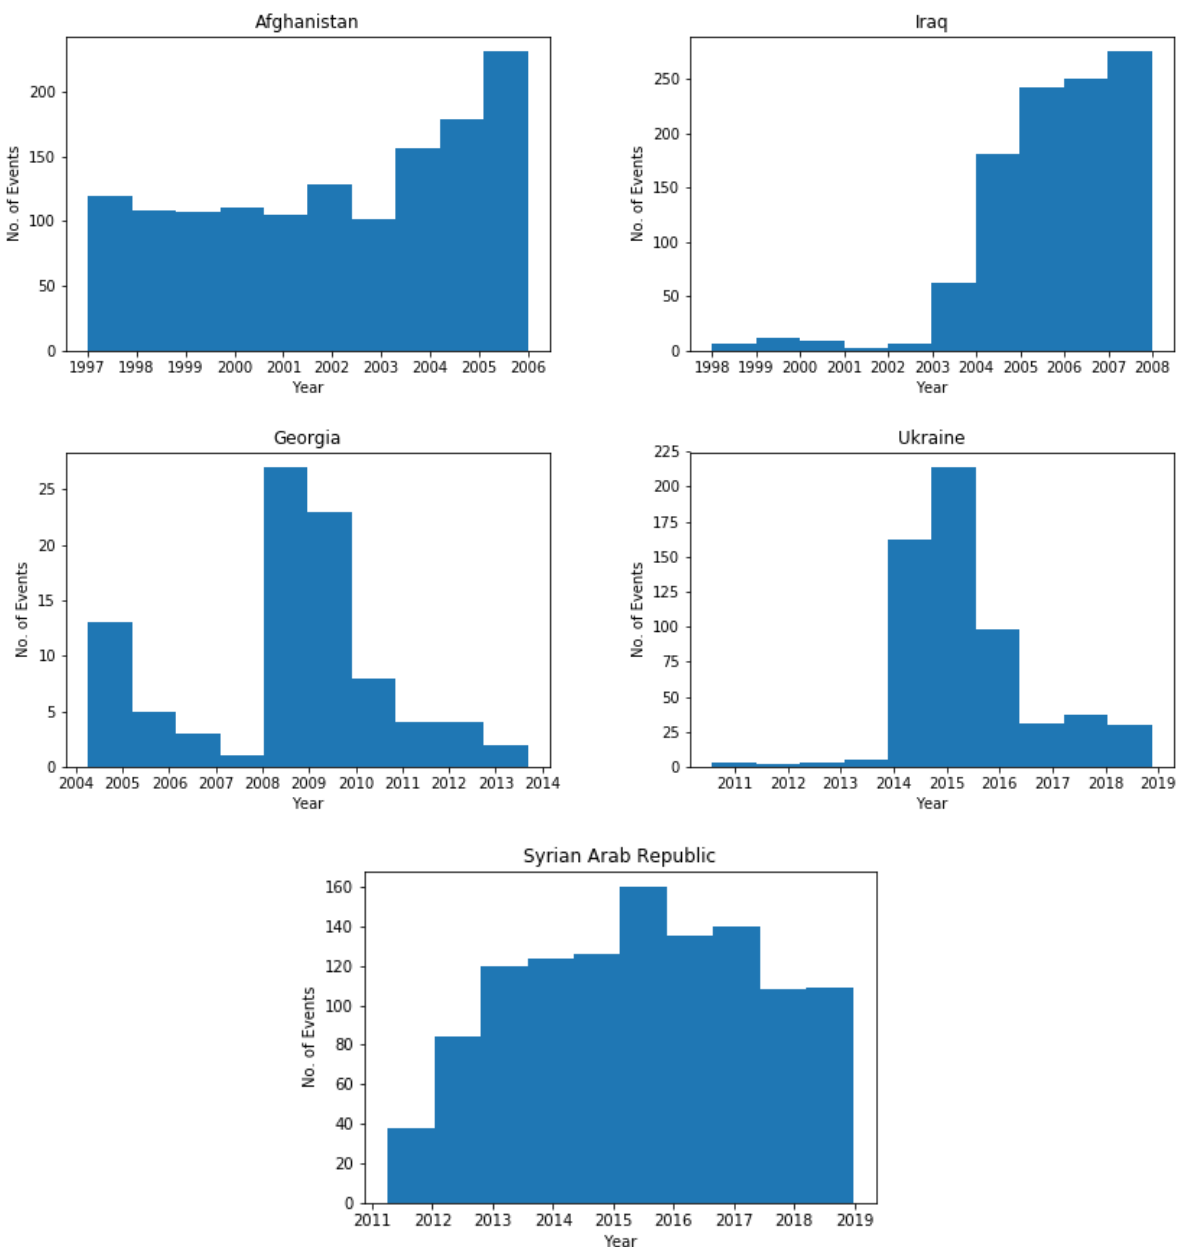 Afghanistan
No. of Events
200
150
100
50
0
1997 1998 1999 2000 2001 2002 2003 2004 2005 2006
Year
Iraq
No. of Events
250
200
150
100
50
0
1998 1999 2000 2001 2002 2003 2004 2005 2006 2007 2008
Year
Georgia
No. of Events
25
20
15
10
5
0
2004 2005 2006 2007 2008 2009 2010 2011 2012 2013 2014
Year
Ukraine
No. of Events
225
200
175
150
125
100
75
50
25
0
2011 2012 2013 2014 2015 2016 2017 2018 2019
Year
Syrian Arab Republic
No. of Events
160
140
120
100
80
60
40
20
0
2011 2012 2013 2014 2015 2016 2017 2018 2019
Year